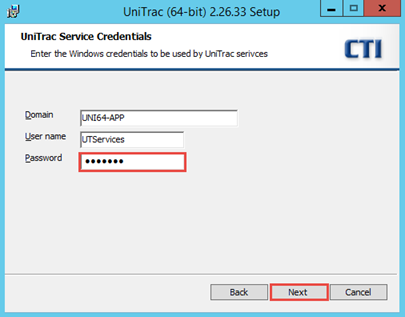 UniTrac (64-bit) 2.26.33 Setup
UniTrac Service Credentials
Enter the Windows credentials to be used by UniTrac serivces
CTI
Domain
UNI64-APP
User name
UTServices
Password
•••••••
Back Next Cancel